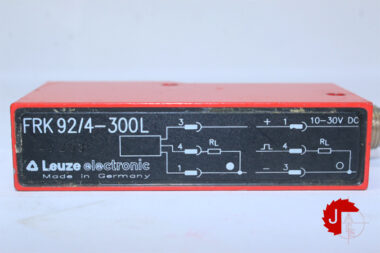 FRK 92/4-300L
3
+ 1 10-30V DC
4 RL
4 RL
Leuze electronic
1
- 3
Made in Germany
J